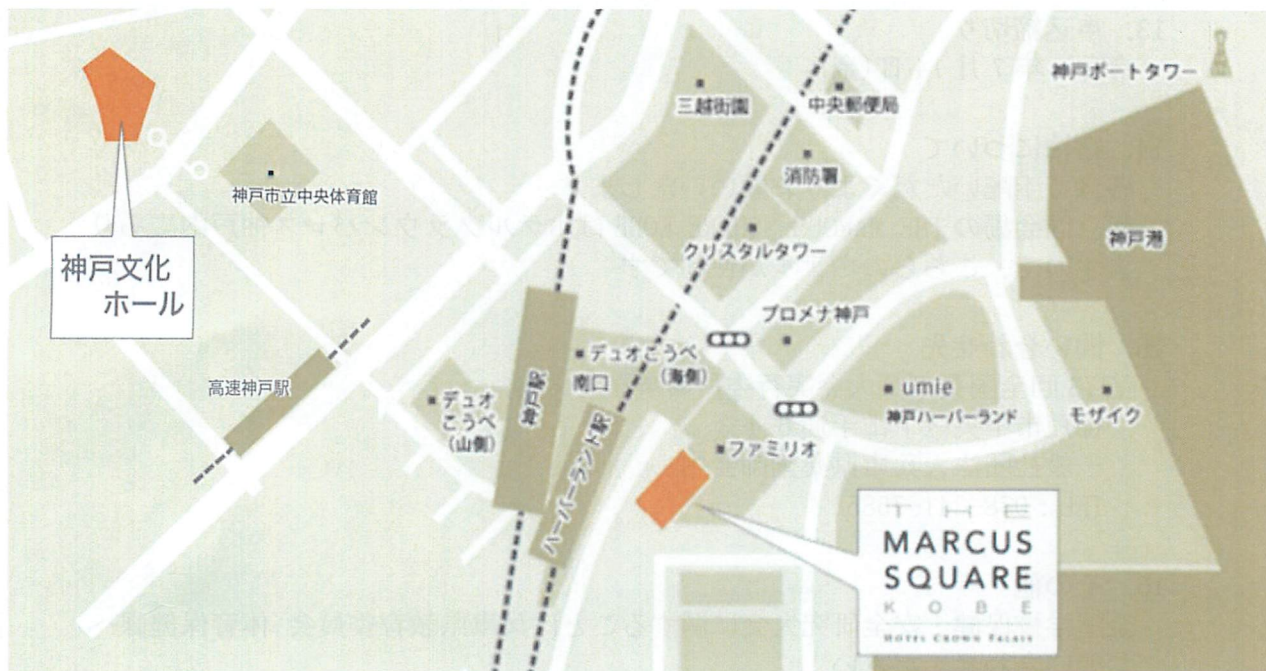 神戸ポートタワー
三越街園
中央郵便局
消防署
神戸市立中央体育館
神戸文化
ホール
クリスタルタワー
神戸港
プロメナ神戸
デュオこうべ
(海側)
南口
高速神戸駅
デュオ
こうべ
(山側)
神戸駅
ハーバーランド駅
umie
神戸ハーバーランド
モザイク
ファミリオ
THE
MARCUS
SQUARE
KOBE
HOTEL CROWN PALAIS